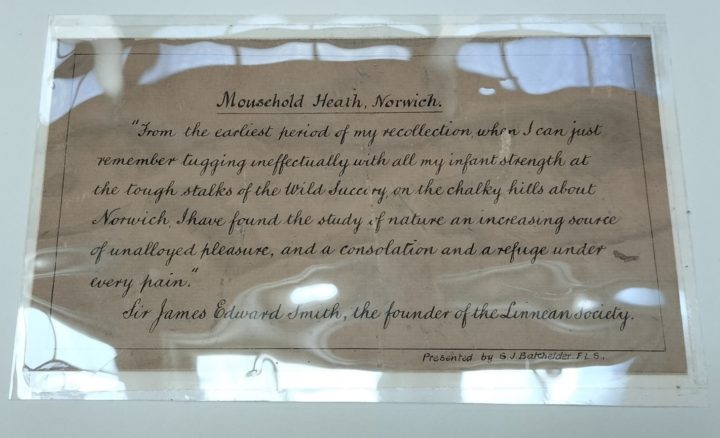 Mousehold Heath, Norwich.
"From the earliest period of my recollection, when I can just
remember tugging ineffectually with all my infant strength at
the tough stalks of the Wild Succory, on the chalky hills about
Norwich, I have found the study of nature an increasing source
of unalloyed pleasure, and a consolation and a refuge under
every pain."
Sir James Edward Smith, the founder of the Linnean Society.
Presented by G.J. Batchelder. F.L.S.,